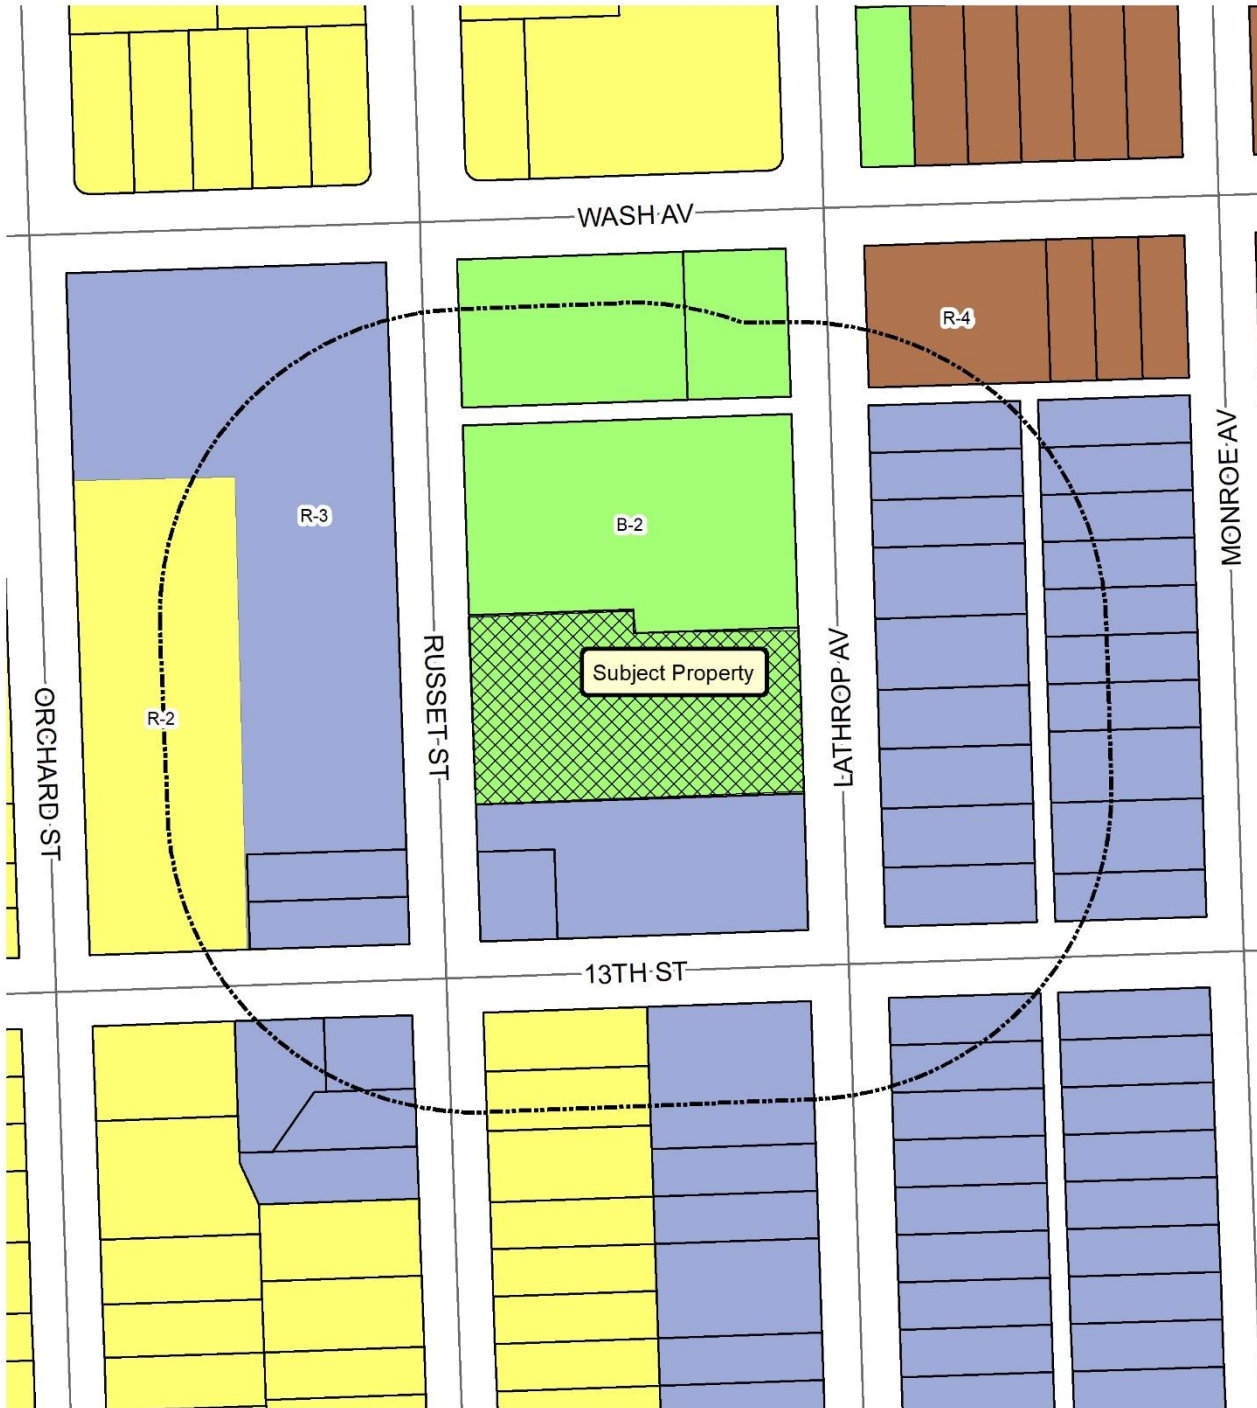 WASH AV
R-4
MONROE AV
R-3
B-2
RUSSET ST
Subject Property
LATHROP AV
ORCHARD ST
R-2
13TH ST